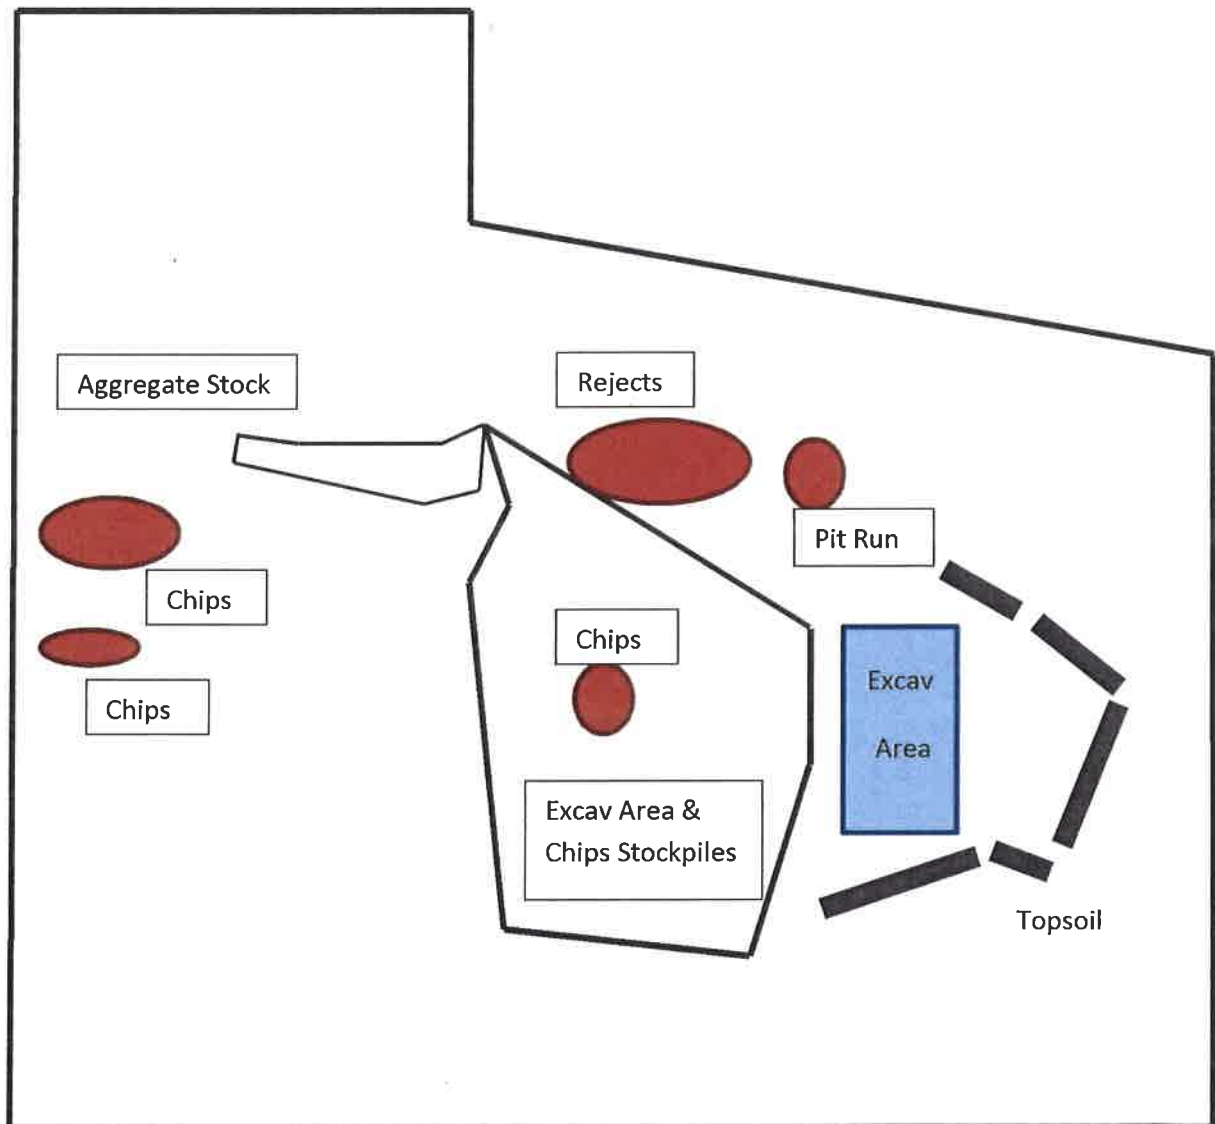 Aggregate Stock
Rejects
Pit Run
Chips
Chips
Chips
Excav
Area
Excav Area &
Chips Stockpiles
Topsoil